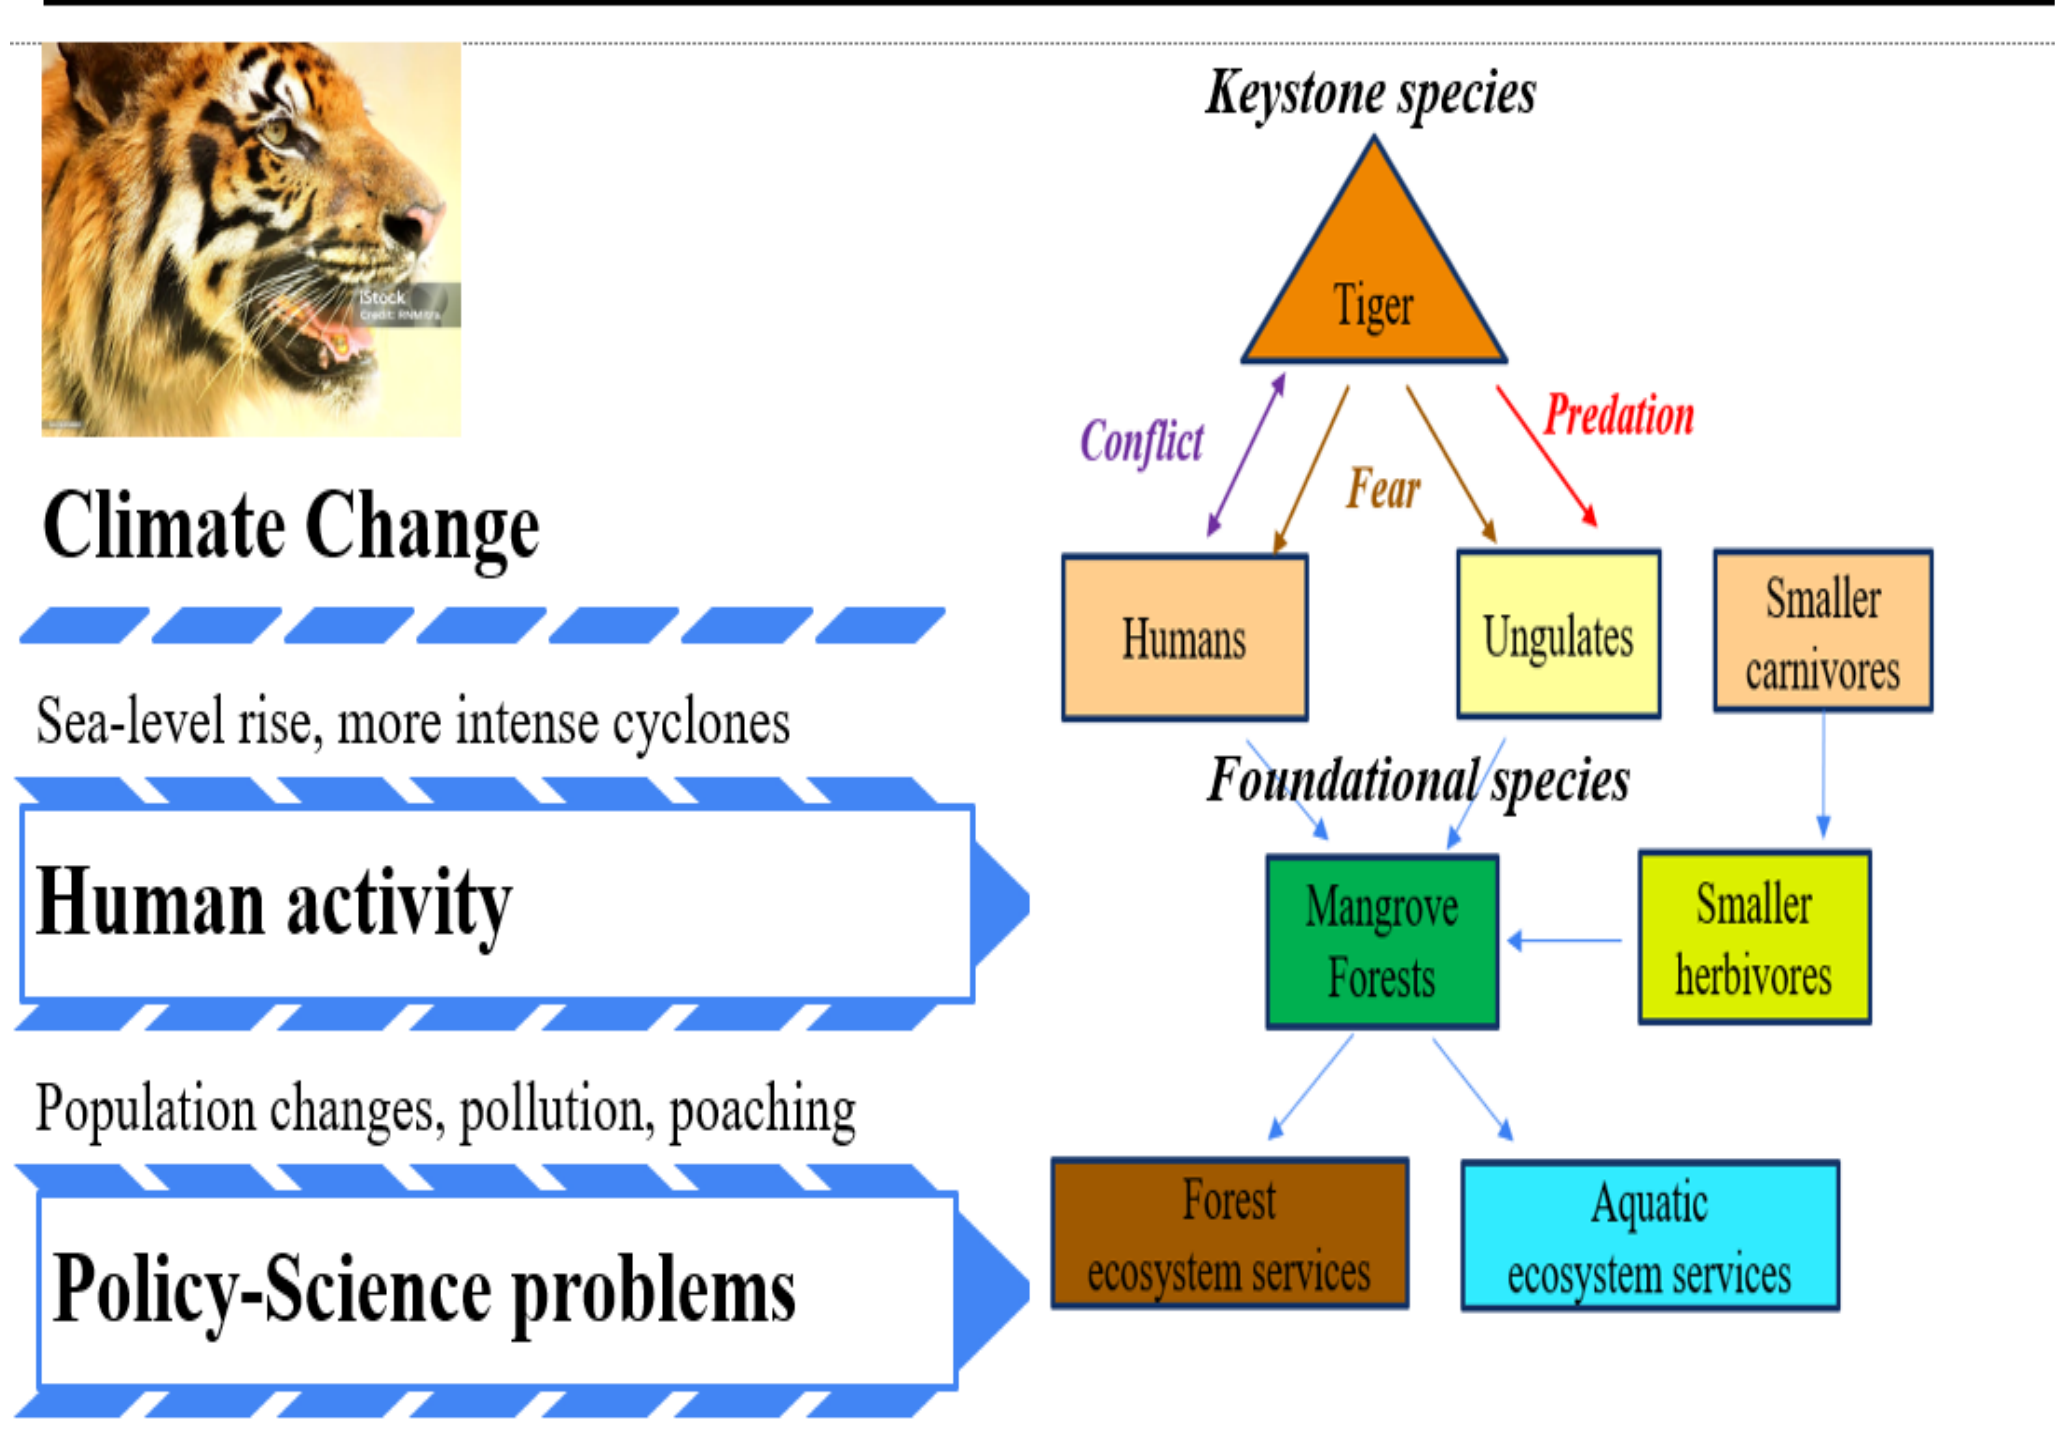 iStock
Credit: RNMitra
Climate Change
Sea-level rise, more intense cyclones
Human activity
Population changes, pollution, poaching
Policy-Science problems
Keystone species
Tiger
Conflict
Predation
Fear
Humans
Ungulates
Smaller
carnivores
Foundational species
Mangrove
Forests
Smaller
herbivores
Forest
ecosystem services
Aquatic
ecosystem services